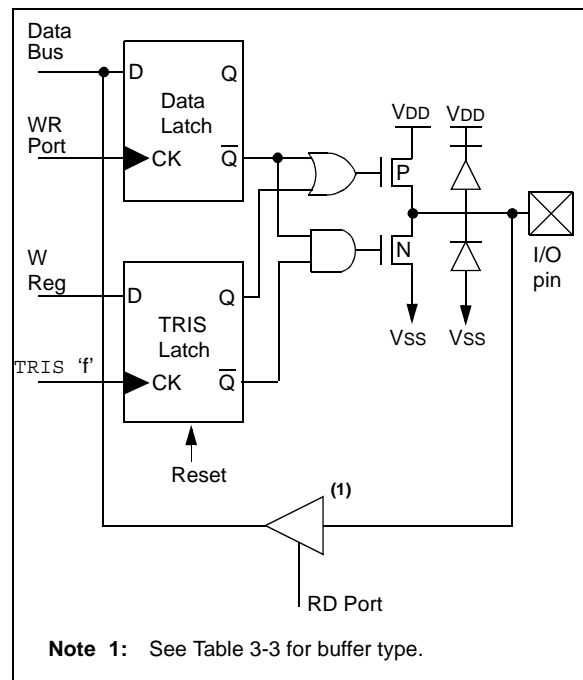 Data
Bus
D
Q
Data
Latch
WR
Port
CK
Q
VDD
VDD
P
N
I/O
pin
W
Reg
D
Q
TRIS
Latch
VSS
VSS
TRIS 'f'
CK
Q
Reset
(1)
RD Port
Note 1: See Table 3-3 for buffer type.